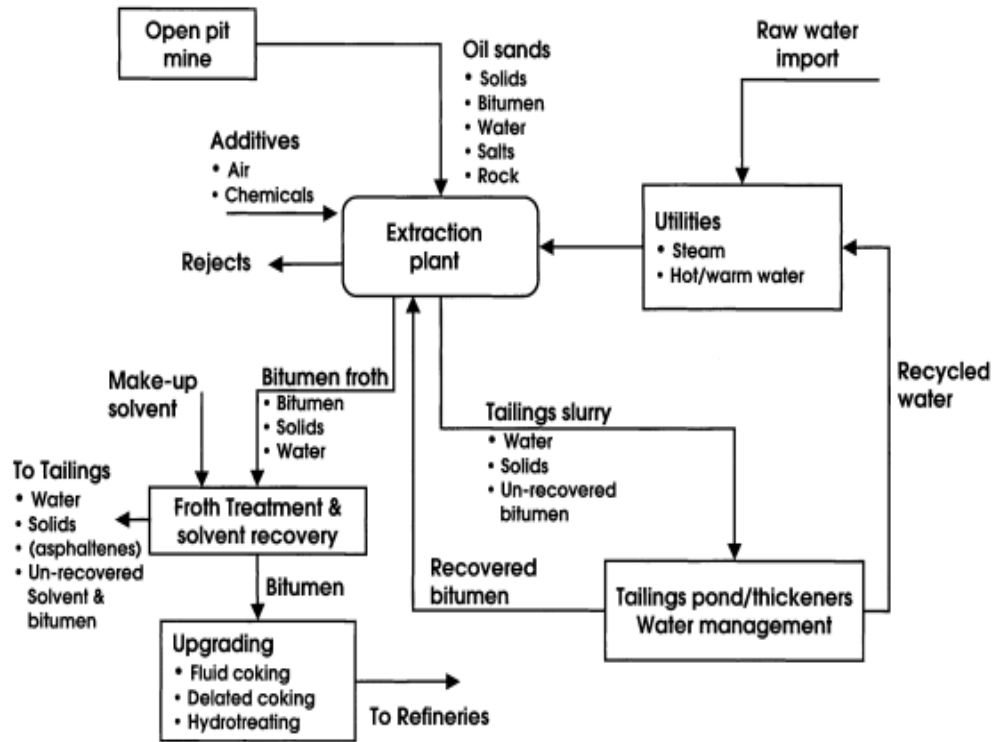 Open pit
mine
Oil sands
• Solids
• Bitumen
• Water
• Salts
• Rock
Raw water
import
Additives
• Air
• Chemicals
Extraction
plant
Utilities
• Steam
• Hot/warm water
Rejects
Recycled
water
Make-up
solvent
Bitumen froth
• Bitumen
• Solids
• Water
Tailings slurry
• Water
• Solids
• Un-recovered
bitumen
To Tailings
• Water
• Solids
• (asphaltenes)
• Un-recovered
Solvent &
bitumen
Froth Treatment &
solvent recovery
Recovered
bitumen
Tailings pond/thickeners
Water management
Bitumen
Upgrading
• Fluid coking
• Delated coking
• Hydrotreating
To Refineries